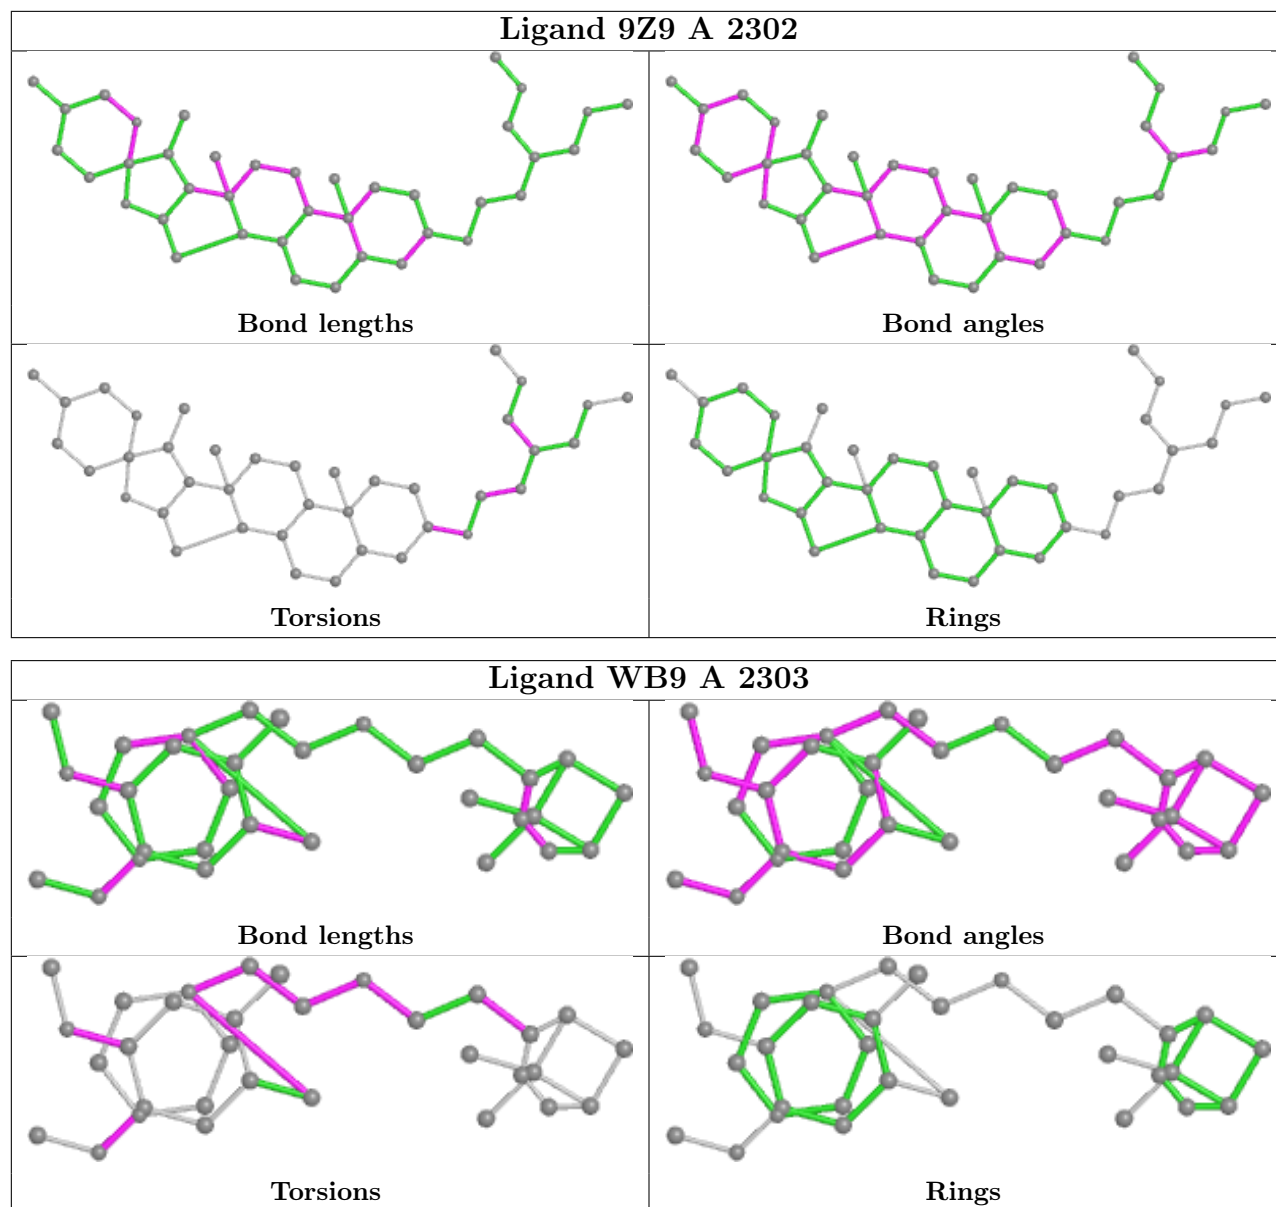 Ligand 9Z9 A 2302
Bond lengths
Bond angles
Torsions
Rings
Ligand WB9 A 2303
Bond lengths
Bond angles
Torsions
Rings